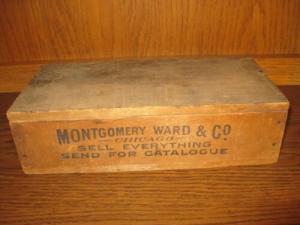 MONTGOMERY WARD & CO
CHICAGO
SELL EVERYTHING
SEND FOR CATALOGUE